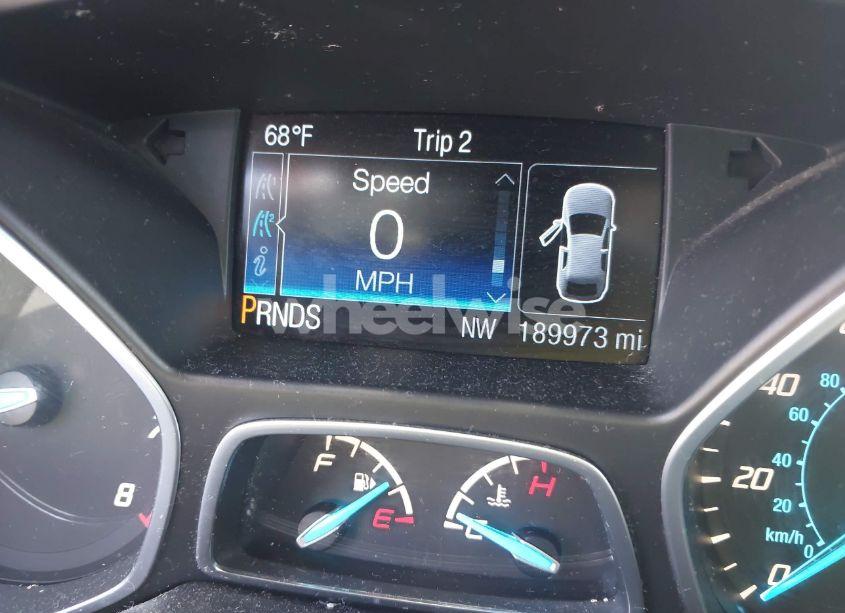 68°F Trip 2
Speed
0
MPH
PRNDS NW 189973 mi
wheelwise
8
F
E
H
C
40
20
0
80
60
40
20
0
km/h